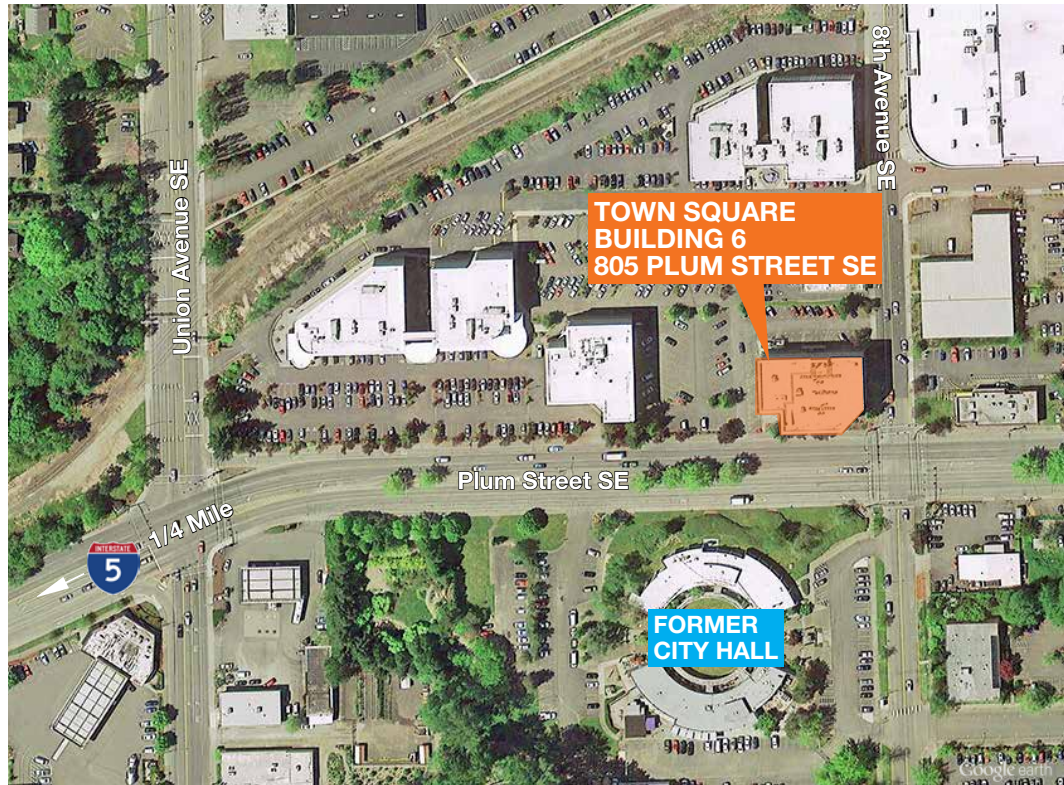 8th Avenue SE
Union Avenue SE
TOWN SQUARE
BUILDING 6
805 PLUM STREET SE
Plum Street SE
1/4 Mile
INTERSTATE
5
FORMER
CITY HALL
Google earth